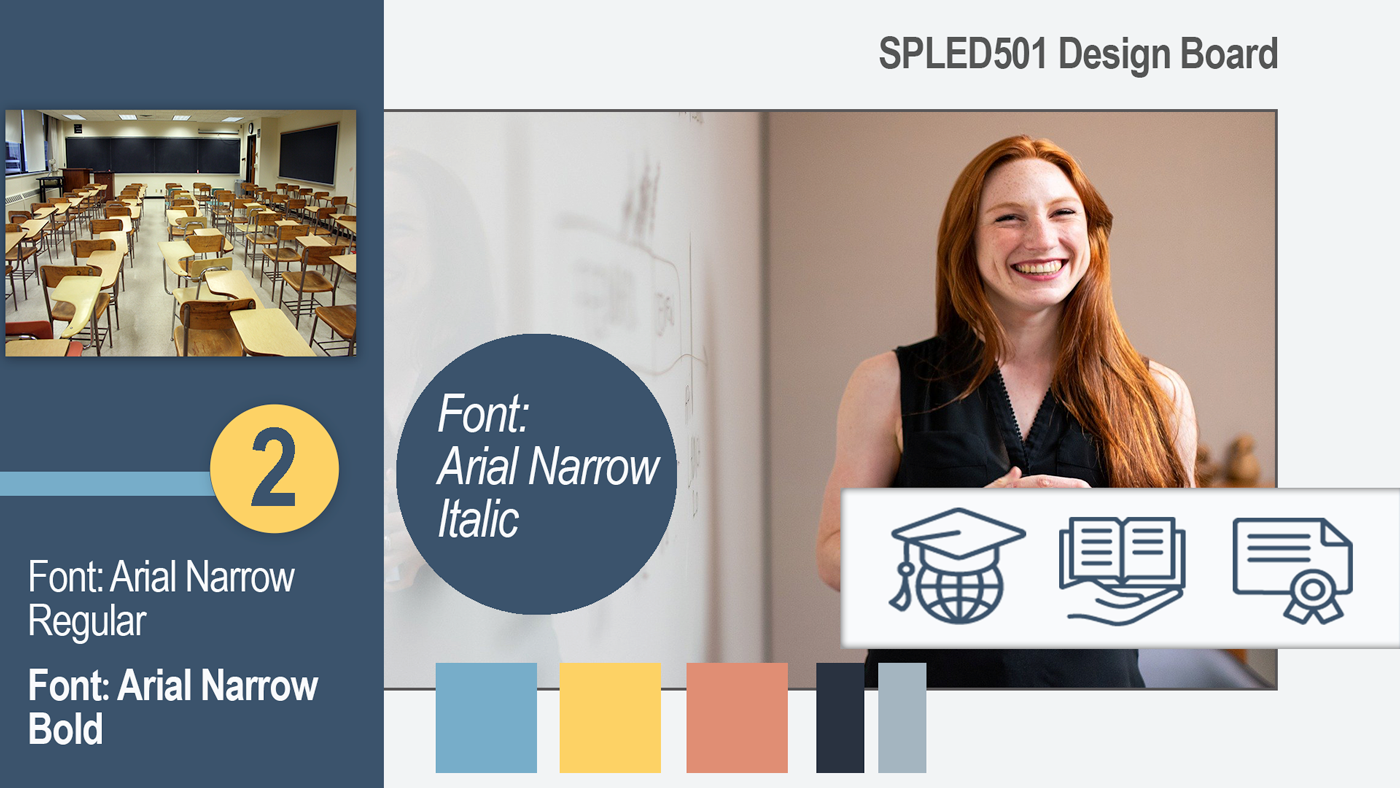 SPLED501 Design Board
2
Font: Arial Narrow
Regular
Font: Arial Narrow
Bold
Font:
Arial Narrow
Italic